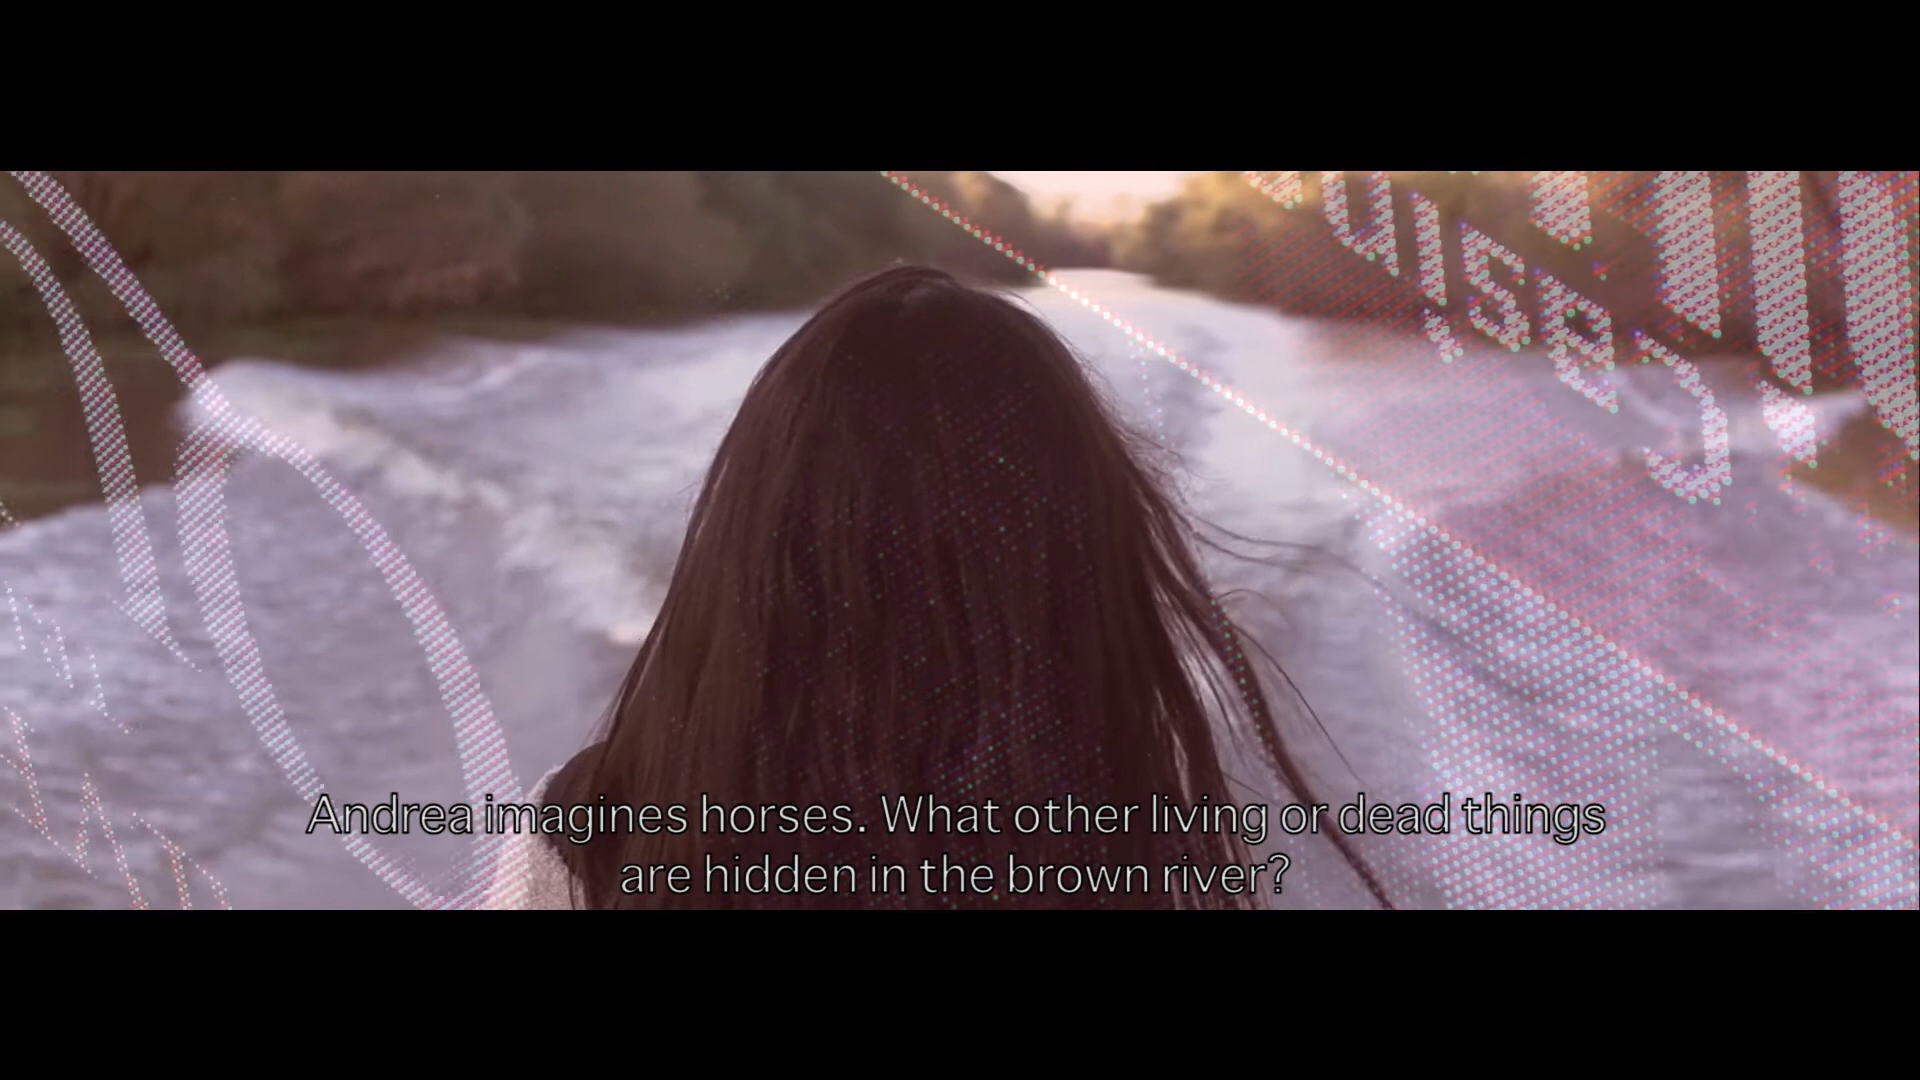 Andrea imagines horses. What other living or dead things
are hidden in the brown river?